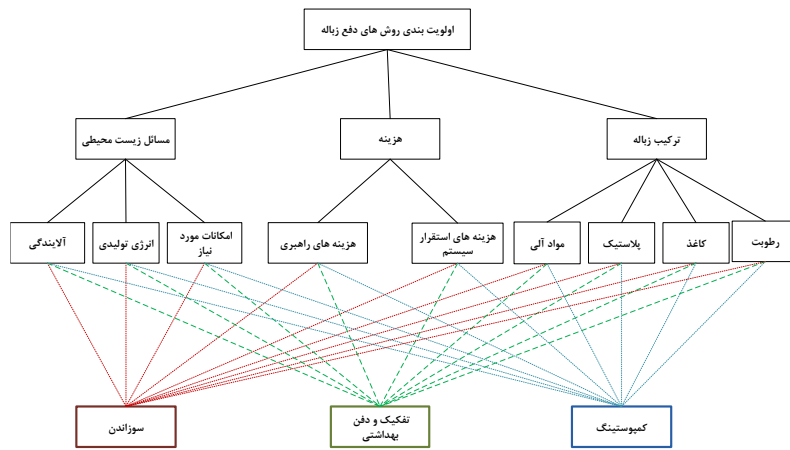 اولویت بندی روش های دفع زباله
ترکیب زباله
هزینه
مسائل زیست محیطی
رطوبت
کاغذ
پلاستیک
مواد آلی
هزینه های استقرار
سیستم
هزینه های راهبری
امکانات مورد
نیاز
انرژی تولیدی
آلایندگی
کمپوستینگ
تفکیک و دفن
بهداشتی
سوزاندن